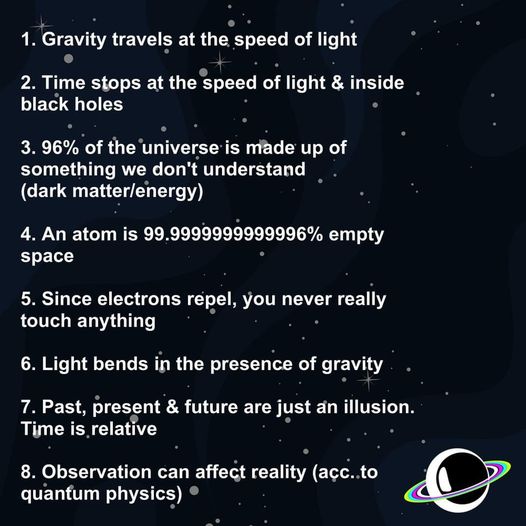 1. Gravity travels at the speed of light
2. Time stops at the speed of light & inside
black holes
3. 96% of the universe is made up of
something we don't understand
(dark matter/energy)
4. An atom is 99.9999999999996% empty
space
5. Since electrons repel, you never really
touch anything
6. Light bends in the presence of gravity
7. Past, present & future are just an illusion.
Time is relative
8. Observation can affect reality (acc. to
quantum physics)